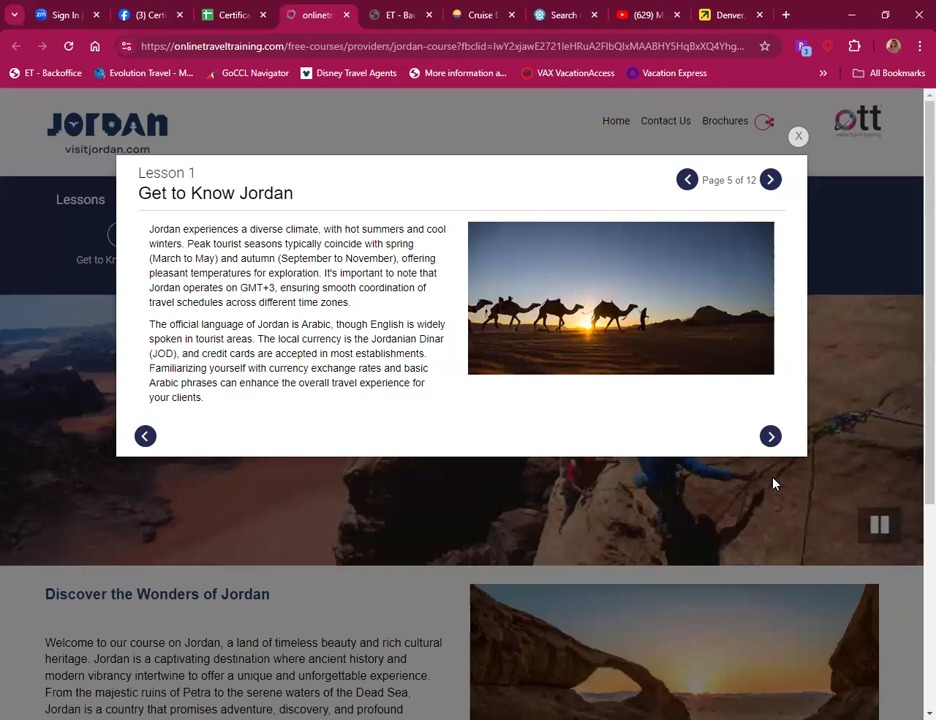 Sign In |
(3) Certi
Certifica
onlinetr
ET - Bac
Cruise D
Search r
(629) M
Denver,
https://onlinetraveltraining.com/free-courses/providers/jordan-course?fbclid=IwY2xjawE2721leHRuA2FlbQIxMAABHY5HqBxXQ4Yhg...
3
ET - Backoffice
Evolution Travel - M...
GoCCL Navigator
Disney Travel Agents
More information a...
VAX VacationAccess
Vacation Express
All Bookmarks
JORDAN
visitjordan.com
Home
Contact Us
Brochures
ott
online travel training
X
Lessons
Get to Kn
Lesson 1
Get to Know Jordan
Page 5 of 12
Jordan experiences a diverse climate, with hot summers and cool
winters. Peak tourist seasons typically coincide with spring
(March to May) and autumn (September to November), offering
pleasant temperatures for exploration. It's important to note that
Jordan operates on GMT+3, ensuring smooth coordination of
travel schedules across different time zones.
The official language of Jordan is Arabic, though English is widely
spoken in tourist areas. The local currency is the Jordanian Dinar
(JOD), and credit cards are accepted in most establishments.
Familiarizing yourself with currency exchange rates and basic
Arabic phrases can enhance the overall travel experience for
your clients.
Discover the Wonders of Jordan
Welcome to our course on Jordan, a land of timeless beauty and rich cultural
heritage. Jordan is a captivating destination where ancient history and
modern vibrancy intertwine to offer a unique and unforgettable experience.
From the majestic ruins of Petra to the serene waters of the Dead Sea,
Jordan is a country that promises adventure, discovery, and profound